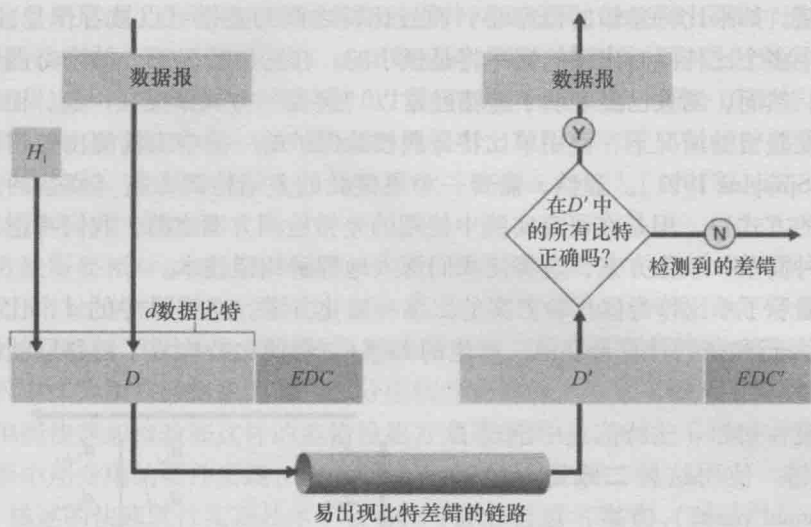 数据报
数据报
H₁
Y
在D'中
的所有比特
正确吗?
N
检测到的差错
d数据比特
D
EDC
D'
EDC'
易出现比特差错的链路